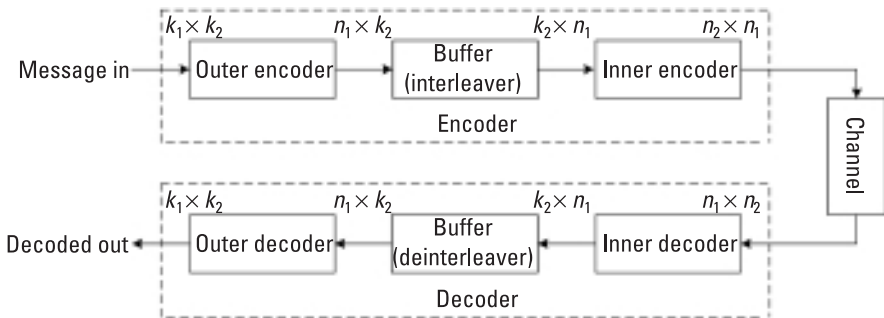 k₁ × k₂ n₁ × k₂ k₂ × n₁ n₂ × n₁
Message in Outer encoder Buffer (interleaver) Inner encoder
Encoder
Channel
k₁ × k₂ n₁ × k₂ k₂ × n₁ n₁ × n₂
Decoded out Outer decoder Buffer (deinterleaver) Inner decoder
Decoder